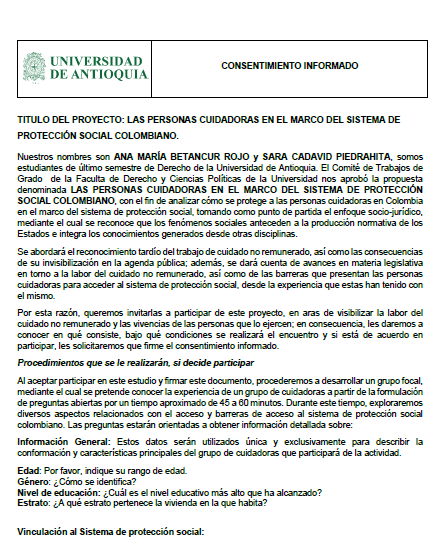 UNIVERSIDAD
DE ANTIOQUIA
CONSENTIMIENTO INFORMADO
TITULO DEL PROYECTO: LAS PERSONAS CUIDADORAS EN EL MARCO DEL SISTEMA DE
PROTECCIÓN SOCIAL COLOMBIANO.
Nuestros nombres son ANA MARÍA BETANCUR ROJO y SARA CADAVID PIEDRAHITA, somos
estudiantes de último semestre de Derecho de la Universidad de Antioquia. El Comité de Trabajos de
Grado de la Faculta de Derecho y Ciencias Políticas de la Universidad nos aprobó la propuesta
denominada LAS PERSONAS CUIDADORAS EN EL MARCO DEL SISTEMA DE PROTECCIÓN
SOCIAL COLOMBIANO, con el fin de analizar cómo se protege a las personas cuidadoras en Colombia
en el marco del sistema de protección social, tomando como punto de partida el enfoque socio-jurídico,
mediante el cual se reconoce que los fenómenos sociales anteceden a la producción normativa de los
Estados e integra los conocimientos generados desde otras disciplinas.
Se abordará el reconocimiento tardío del trabajo de cuidado no remunerado, así como las consecuencias
de su invisibilización en la agenda pública; además, se dará cuenta de avances en materia legislativa
en torno a la labor del cuidado no remunerado, así como de las barreras que presentan las personas
cuidadoras para acceder al sistema de protección social, desde la experiencia que estas han tenido con
el mismo.
Por esta razón, queremos invitarlas a participar de este proyecto, en aras de visibilizar la labor del
cuidado no remunerado y las vivencias de las personas que lo ejercen; en consecuencia, les daremos a
conocer en qué consiste, bajo qué condiciones se realizará el encuentro y si está de acuerdo en
participar, les solicitaremos que firme el consentimiento informado.
Procedimientos que se le realizarán, si decide participar
Al aceptar participar en este estudio y firmar este documento, procederemos a desarrollar un grupo focal,
mediante el cual se pretende conocer la experiencia de un grupo de cuidadoras a partir de la formulación
de preguntas abiertas por un tiempo aproximado de 45 a 60 minutos. Durante este tiempo, exploraremos
diversos aspectos relacionados con el acceso y barreras de acceso al sistema de protección social
colombiano. Las preguntas estarán orientadas a obtener información detallada sobre:
Información General: Estos datos serán utilizados única y exclusivamente para describir la
conformación y características principales del grupo de cuidadoras que participará de la actividad.
Edad: Por favor, indique su rango de edad.
Género: ¿Cómo se identifica?
Nivel de educación: ¿Cuál es el nivel educativo más alto que ha alcanzado?
Estrato: ¿A qué estrato pertenece la vivienda en la que habita?
Vinculación al Sistema de protección social: